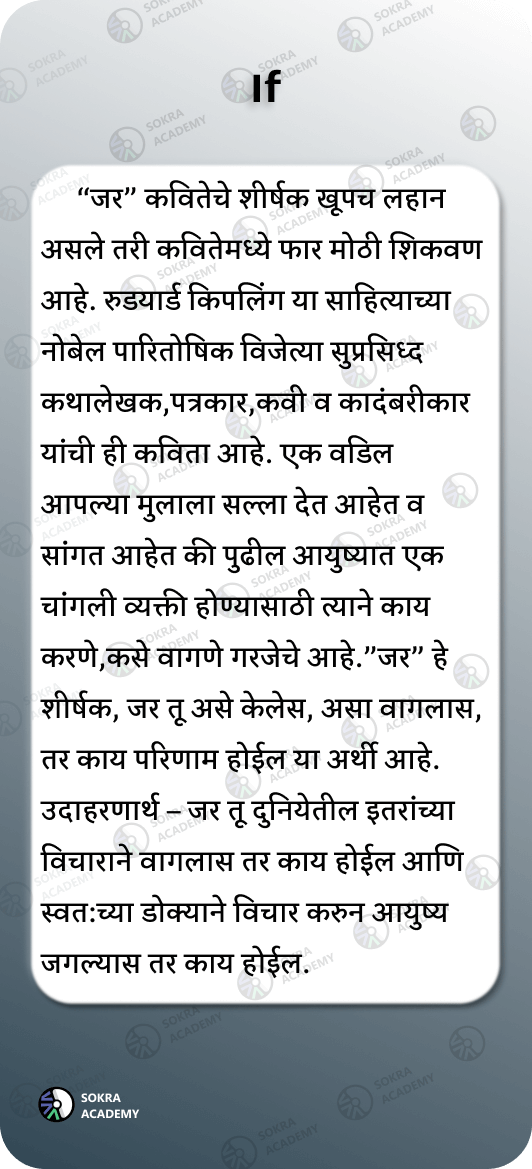 If
“जर” कवितेचे शीर्षक खूपच लहान
असले तरी कवितेमध्ये फार मोठी शिकवण
आहे. रुडयार्ड किपलिंग या साहित्याच्या
नोबेल पारितोषिक विजेत्या सुप्रसिध्द
कथालेखक,पत्रकार,कवी व कादंबरीकार
यांची ही कविता आहे. एक वडिल
आपल्या मुलाला सल्ला देत आहेत व
सांगत आहेत की पुढील आयुष्यात एक
चांगली व्यक्ती होण्यासाठी त्याने काय
करणे,कसे वागणे गरजेचे आहे.”जर” हे
शीर्षक, जर तू असे केलेस, असा वागलास,
तर काय परिणाम होईल या अर्थी आहे.
उदाहरणार्थ – जर तू दुनियेतील इतरांच्या
विचाराने वागलास तर काय होईल आणि
स्वत:च्या डोक्याने विचार करुन आयुष्य
जगल्यास तर काय होईल.
SOKRA
ACADEMY